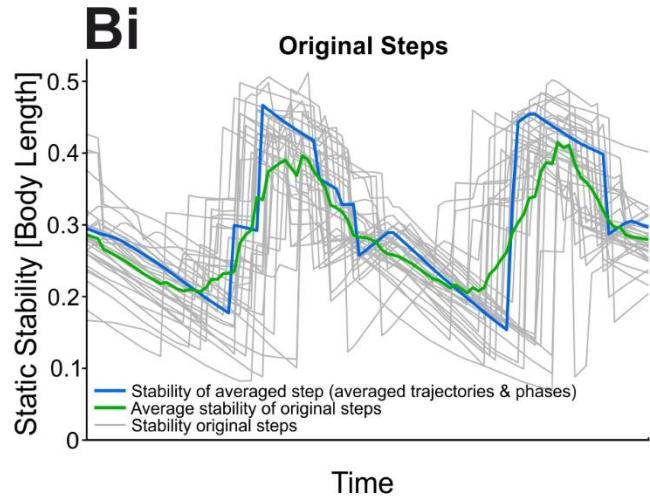 Bi
Original Steps
Static Stability [Body Length]
0.5
0.4
0.3
0.2
0.1
0
Stability of averaged step (averaged trajectories & phases)
Average stability of original steps
Stability original steps
Time